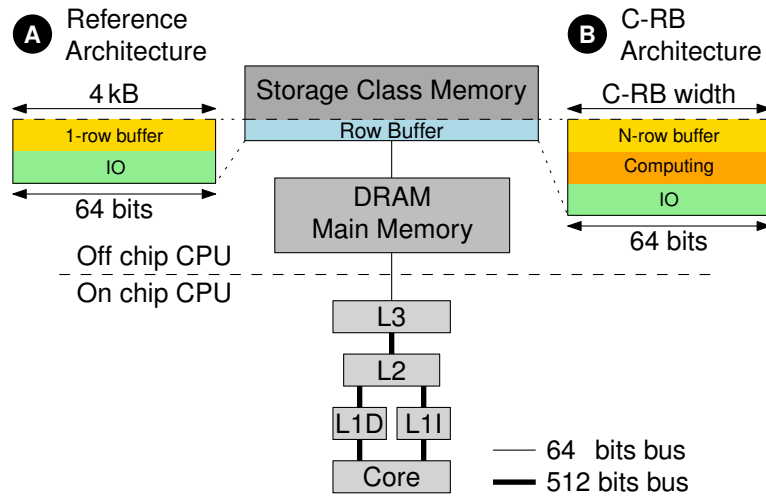 A
Reference
Architecture
4 kB
1-row buffer
IO
64 bits
Storage Class Memory
Row Buffer
DRAM
Main Memory
B
C-RB
Architecture
C-RB width
N-row buffer
Computing
IO
64 bits
Off chip CPU
On chip CPU
L3
L2
L1D
L1I
Core
64 bits bus
512 bits bus